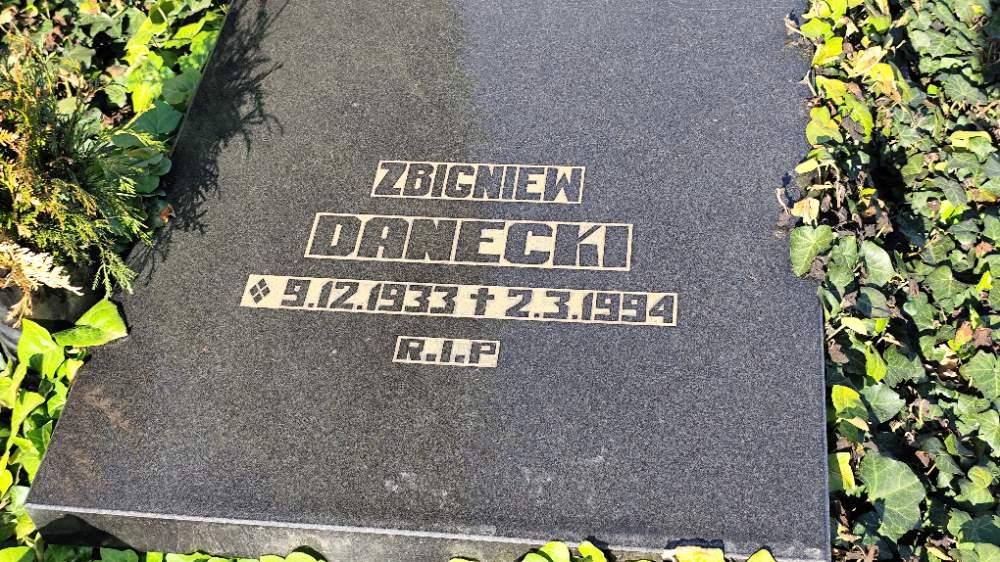 ZBIGNIEW
DANECKI
❖ 9.12.1933 ✝ 2.3.1994
R.I.P